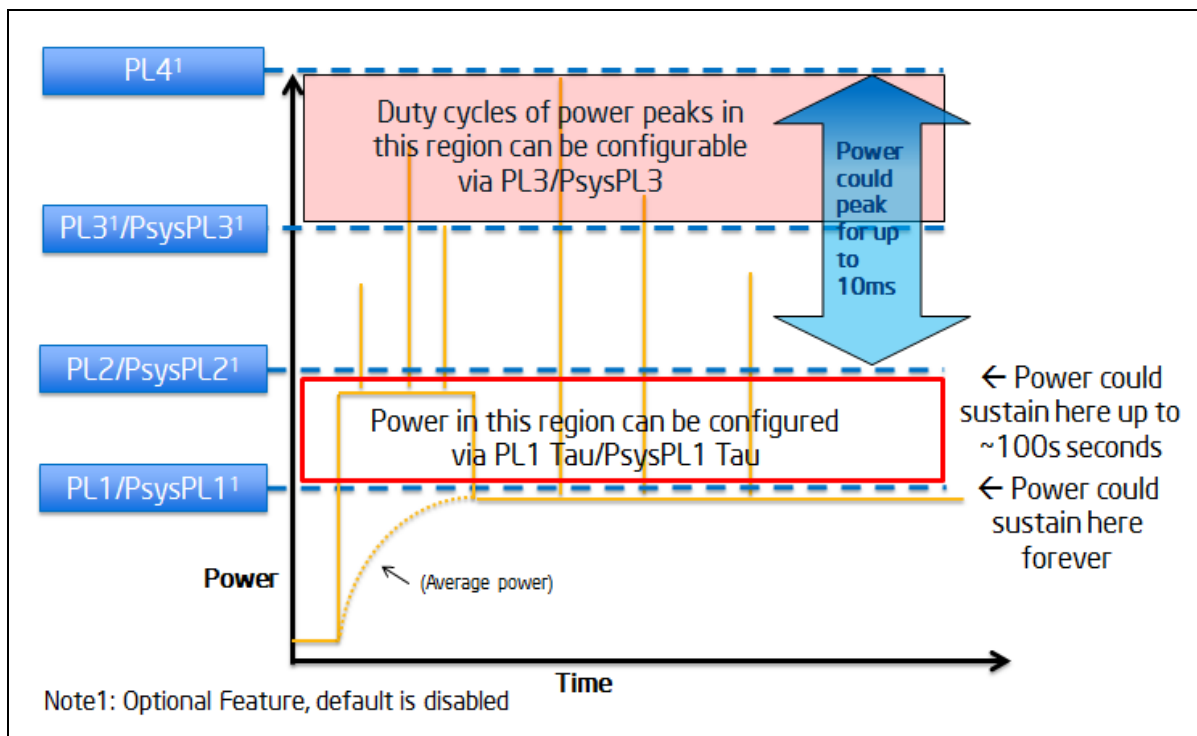 PL4¹
Duty cycles of power peaks in
this region can be configurable
via PL3/PsysPL3
Power
could
peak
for up
to
10ms
PL3¹/PsysPL3¹
PL2/PsysPL2¹
← Power could
sustain here up to
~100s seconds
Power in this region can be configured
via PL1 Tau/PsysPL1 Tau
PL1/PsysPL1¹
← Power could
sustain here
forever
Power
(Average power)
Time
Note1: Optional Feature, default is disabled